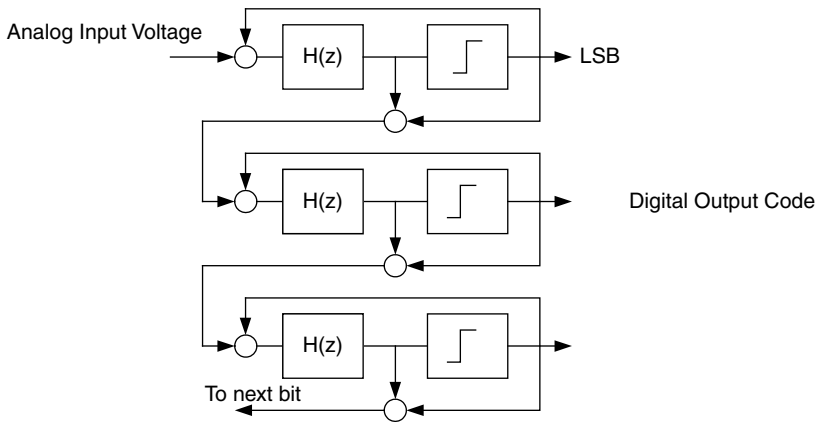 Analog Input Voltage
H(z)
LSB
H(z)
Digital Output Code
H(z)
To next bit